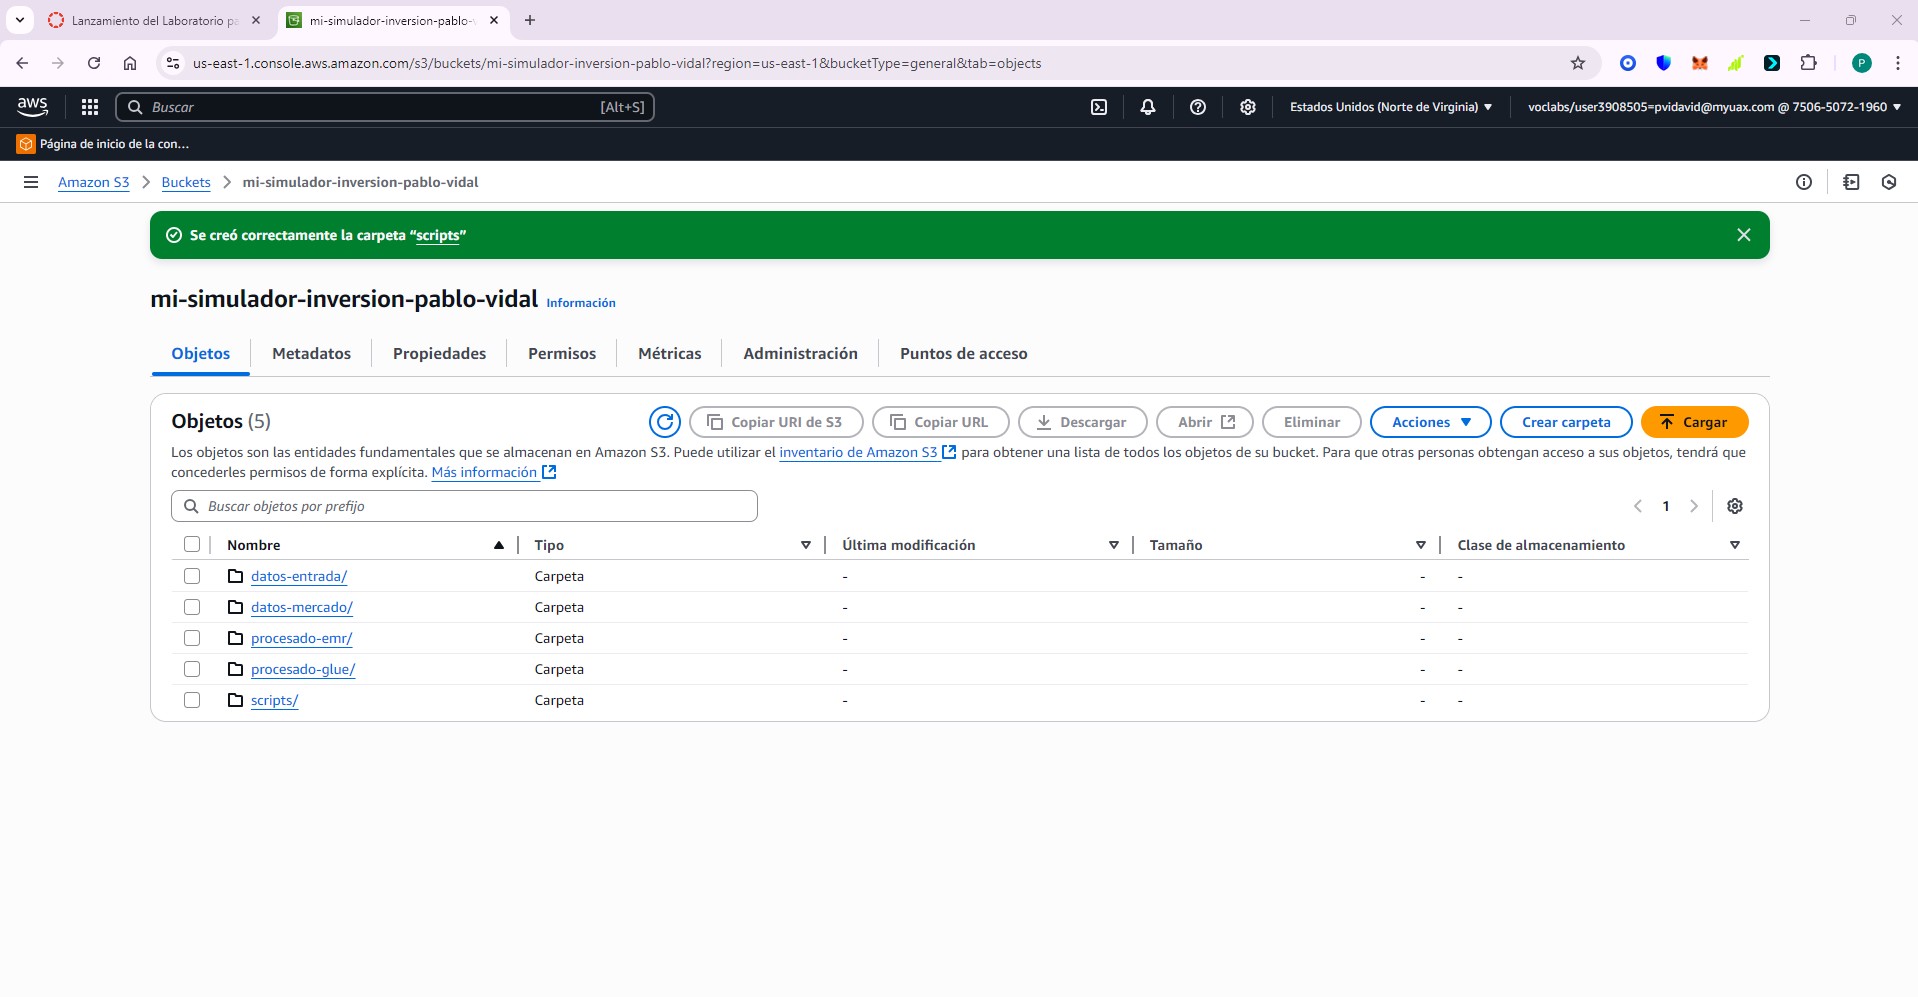 Lanzamiento del Laboratorio pa
mi-simulador-inversion-pablo-v
us-east-1.console.aws.amazon.com/s3/buckets/mi-simulador-inversion-pablo-vidal?region=us-east-1&bucketType=general&tab=objects
P
aws
Buscar
[Alt+S]
Estados Unidos (Norte de Virginia)
voclabs/user3908505=pvidavid@myuax.com @ 7506-5072-1960
Página de inicio de la con...
Amazon S3
Buckets
mi-simulador-inversion-pablo-vidal
Se creó correctamente la carpeta “scripts”
mi-simulador-inversion-pablo-vidal Información
Objetos
Metadatos
Propiedades
Permisos
Métricas
Administración
Puntos de acceso
Objetos (5)
Copiar URI de S3
Copiar URL
Descargar
Abrir
Eliminar
Acciones
Crear carpeta
Cargar
Los objetos son las entidades fundamentales que se almacenan en Amazon S3. Puede utilizar el inventario de Amazon S3 para obtener una lista de todos los objetos de su bucket. Para que otras personas obtengan acceso a sus objetos, tendrá que
concederles permisos de forma explícita. Más información
Buscar objetos por prefijo
1
Nombre Tipo Última modificación Tamaño Clase de almacenamiento
datos-entrada/ Carpeta - - -
datos-mercado/ Carpeta - - -
procesado-emr/ Carpeta - - -
procesado-glue/ Carpeta - - -
scripts/ Carpeta - - -